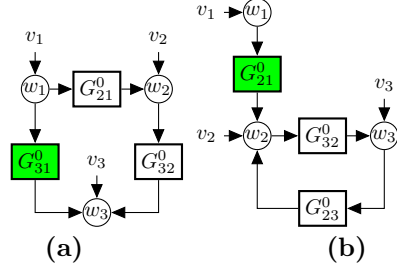 v₁ v₂
w₁ G⁰₂₁ w₂
G⁰₃₁ v₃ G⁰₃₂
w₃
(a)
v₁ w₁
G⁰₂₁
v₃
v₂ w₂ G⁰₃₂ w₃
G⁰₂₃
(b)